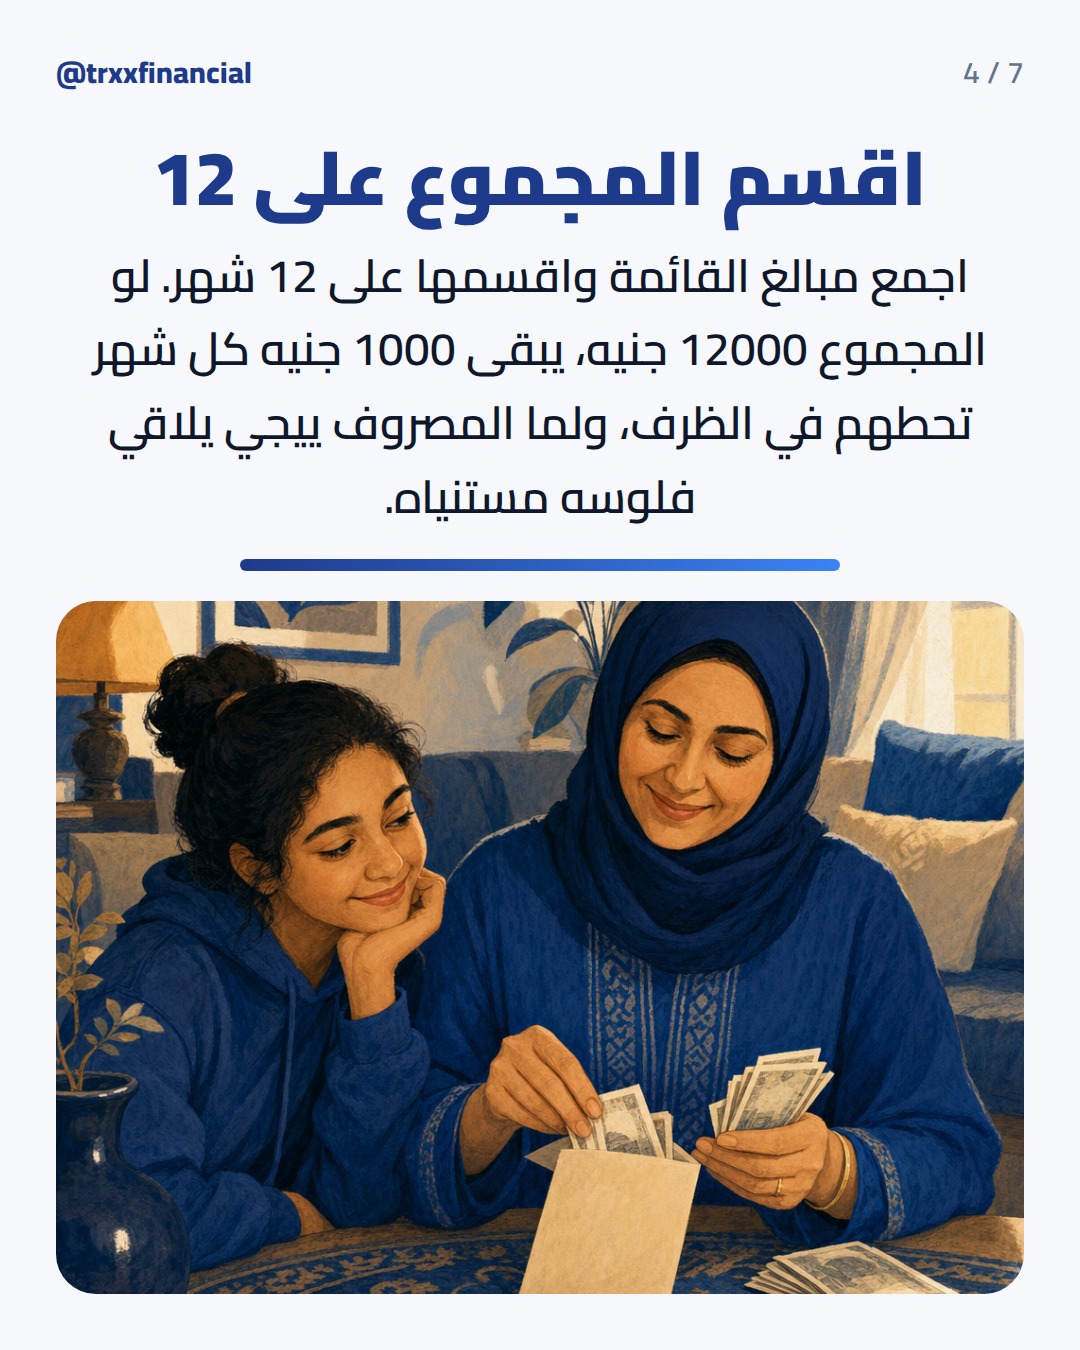 @trxxfinancial
4 / 7
اقسم المجموع على 12
اجمع مبالغ القائمة واقسمها على 12 شهر. لو
المجموع 12000 جنيه، يبقى 1000 جنيه كل شهر
تحطهم في الظرف، ولما المصروف ييجي يلاقي
فلوسه مستنياه.